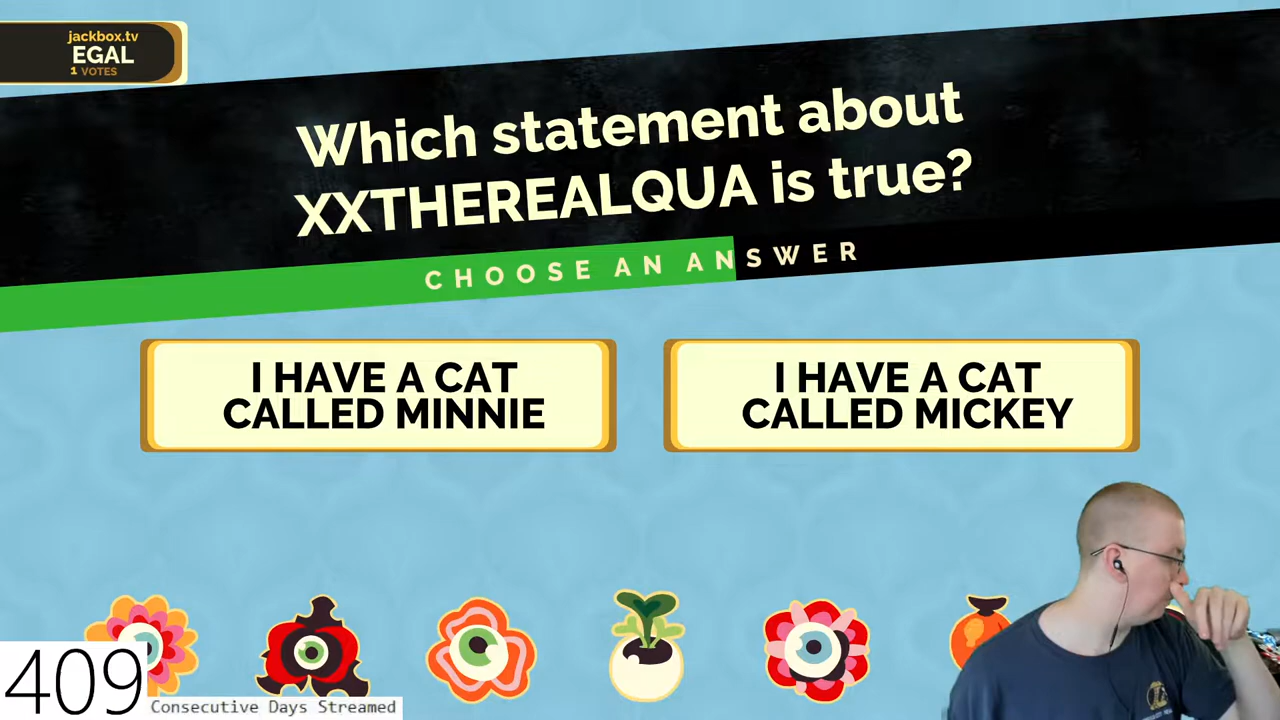 jackbox.tv
EGAL
1 VOTES
Which statement about
XXTHEREALQUA is true?
CHOOSE AN ANSWER
I HAVE A CAT
CALLED MINNIE
I HAVE A CAT
CALLED MICKEY
409
Consecutive Days Streamed